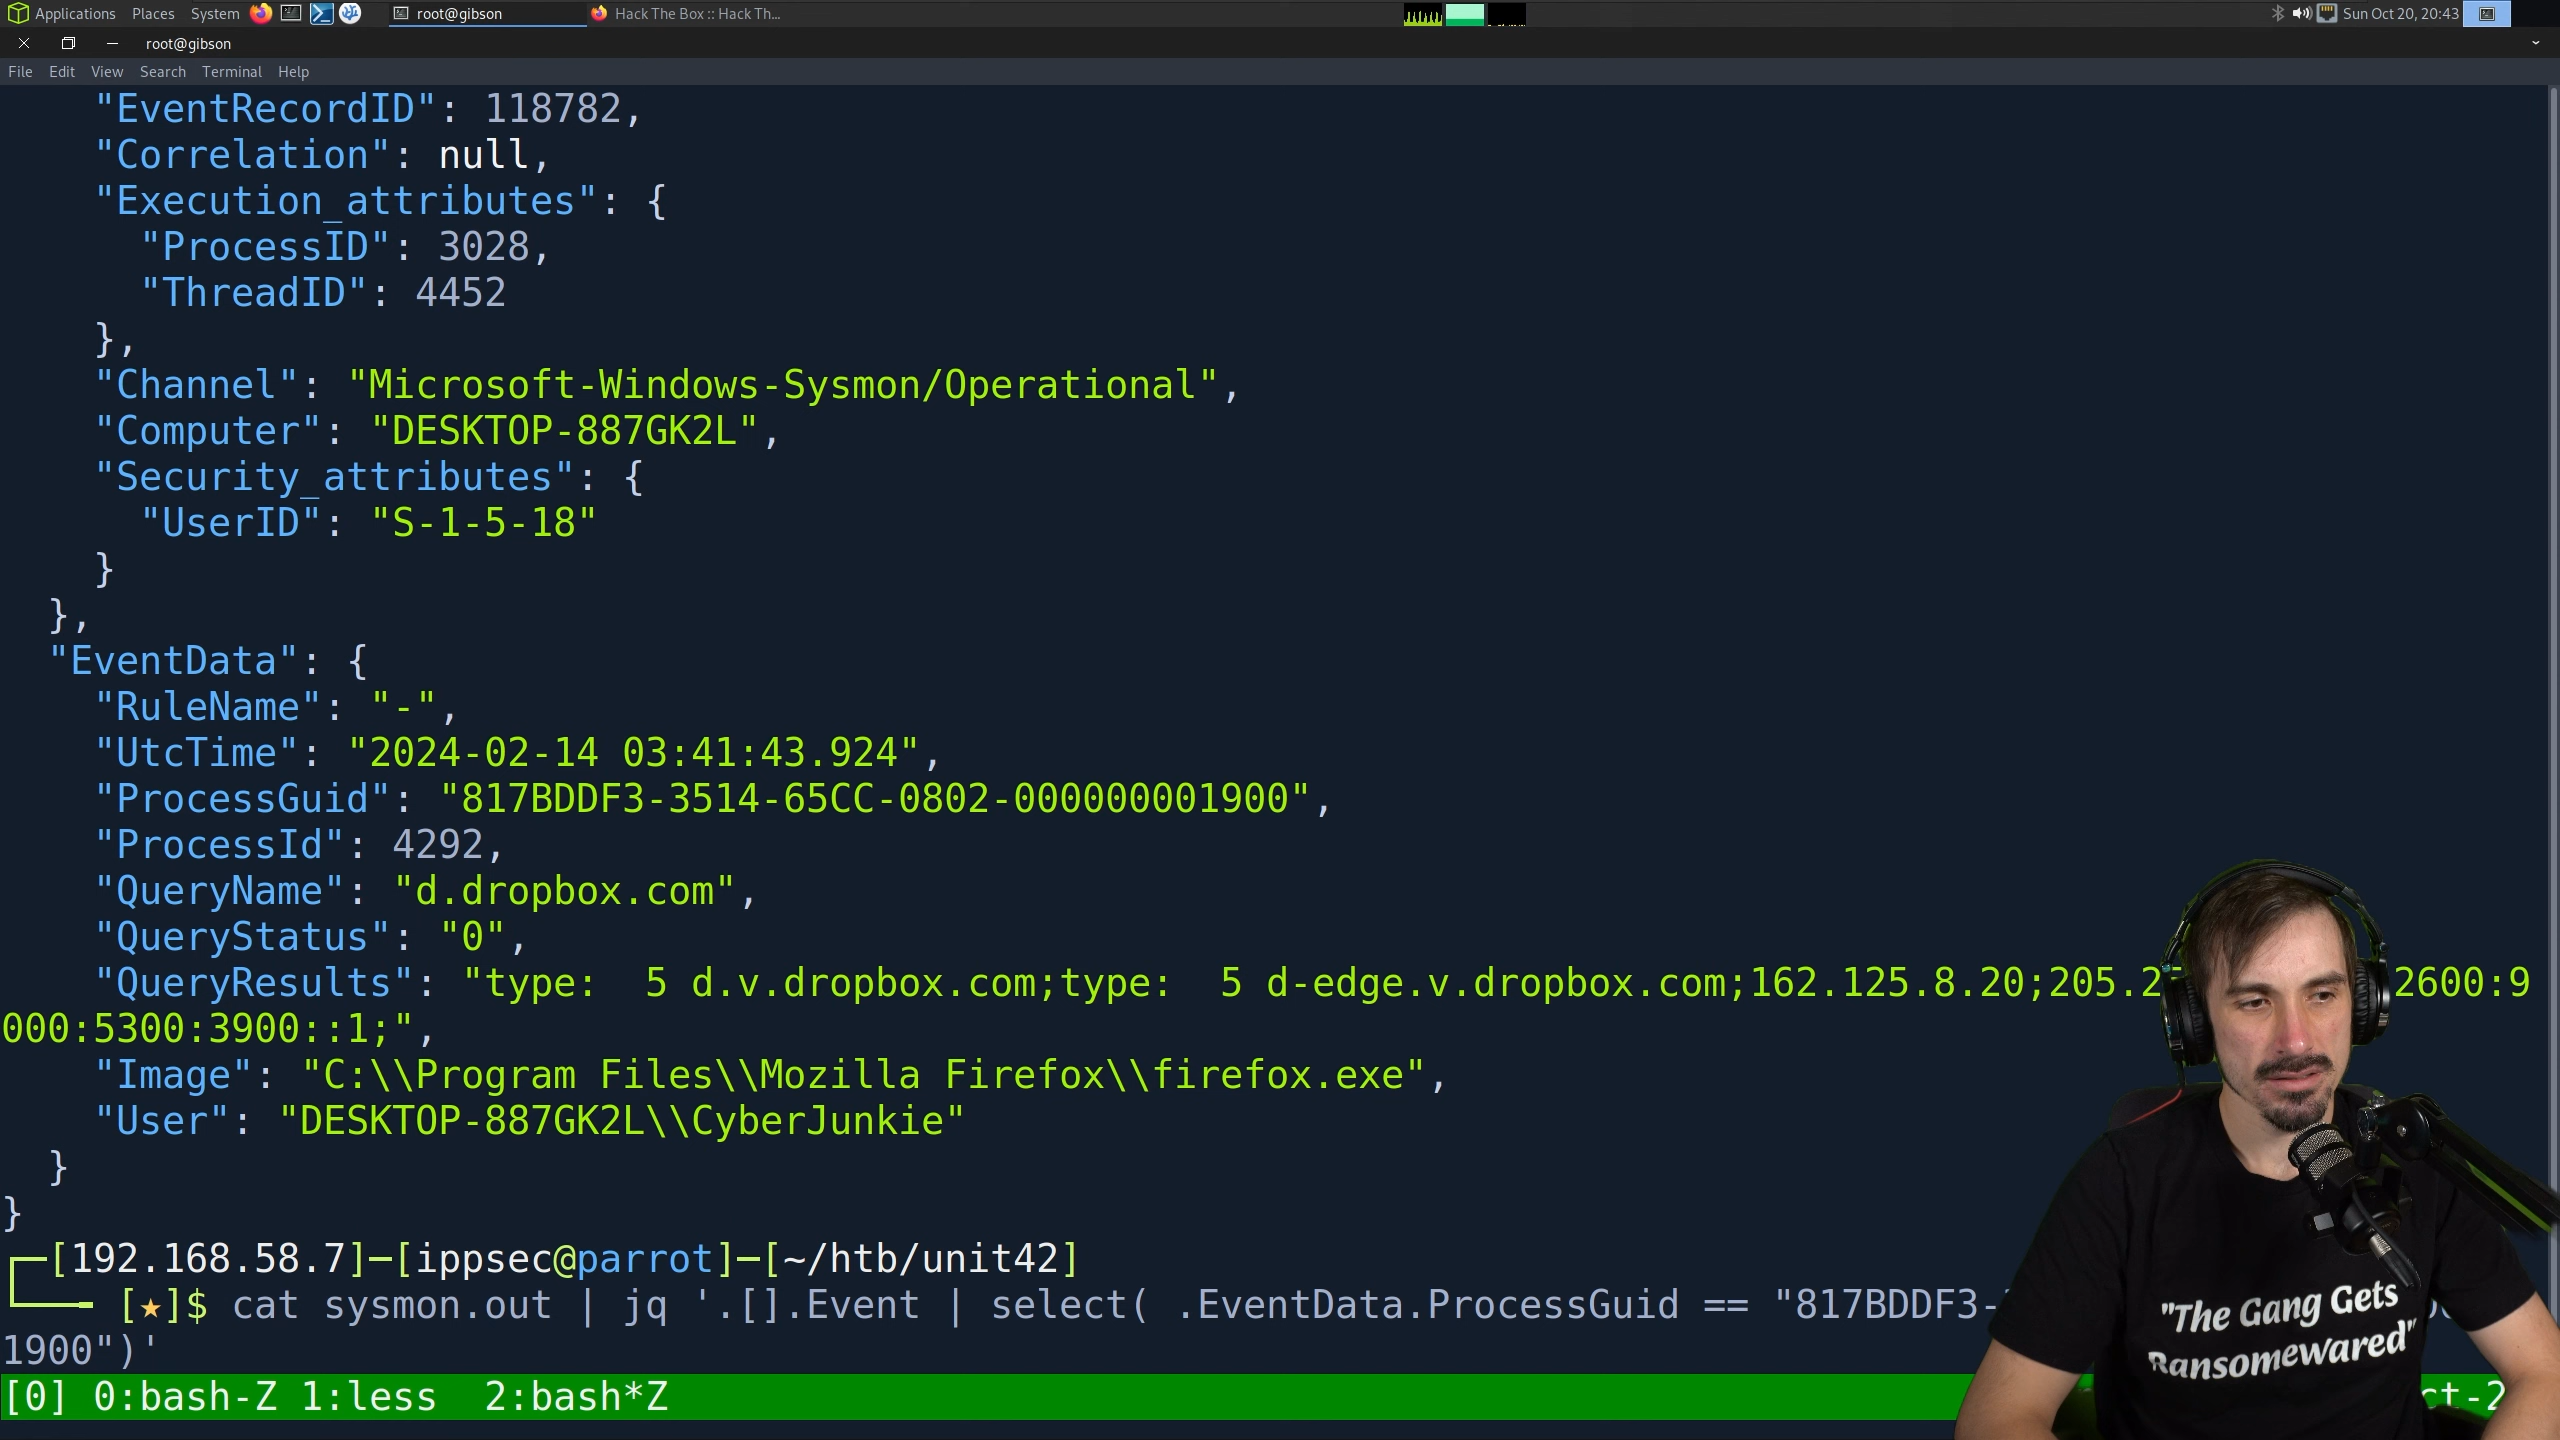 Applications Places System root@gibson Hack The Box :: Hack Th... Sun Oct 20, 20:43
root@gibson
File Edit View Search Terminal Help
"EventRecordID": 118782,
"Correlation": null,
"Execution_attributes": {
"ProcessID": 3028,
"ThreadID": 4452
},
"Channel": "Microsoft-Windows-Sysmon/Operational",
"Computer": "DESKTOP-887GK2L",
"Security_attributes": {
"UserID": "S-1-5-18"
}
},
"EventData": {
"RuleName": "-",
"UtcTime": "2024-02-14 03:41:43.924",
"ProcessGuid": "817BDDF3-3514-65CC-0802-000000001900",
"ProcessId": 4292,
"QueryName": "d.dropbox.com",
"QueryStatus": "0",
"QueryResults": "type:  5 d.v.dropbox.com;type:  5 d-edge.v.dropbox.com;162.125.8.20;205.2 2600:9
000:5300:3900::1;",
"Image": "C:\\Program Files\\Mozilla Firefox\\firefox.exe",
"User": "DESKTOP-887GK2L\\CyberJunkie"
}
}
[192.168.58.7]─[ippsec@parrot]─[~/htb/unit42]
[★]$ cat sysmon.out | jq '.[].Event | select( .EventData.ProcessGuid == "817BDDF3-
1900")'
[0] 0:bash-Z 1:less  2:bash*Z ct-2
"The Gang Gets
Ransomewared"